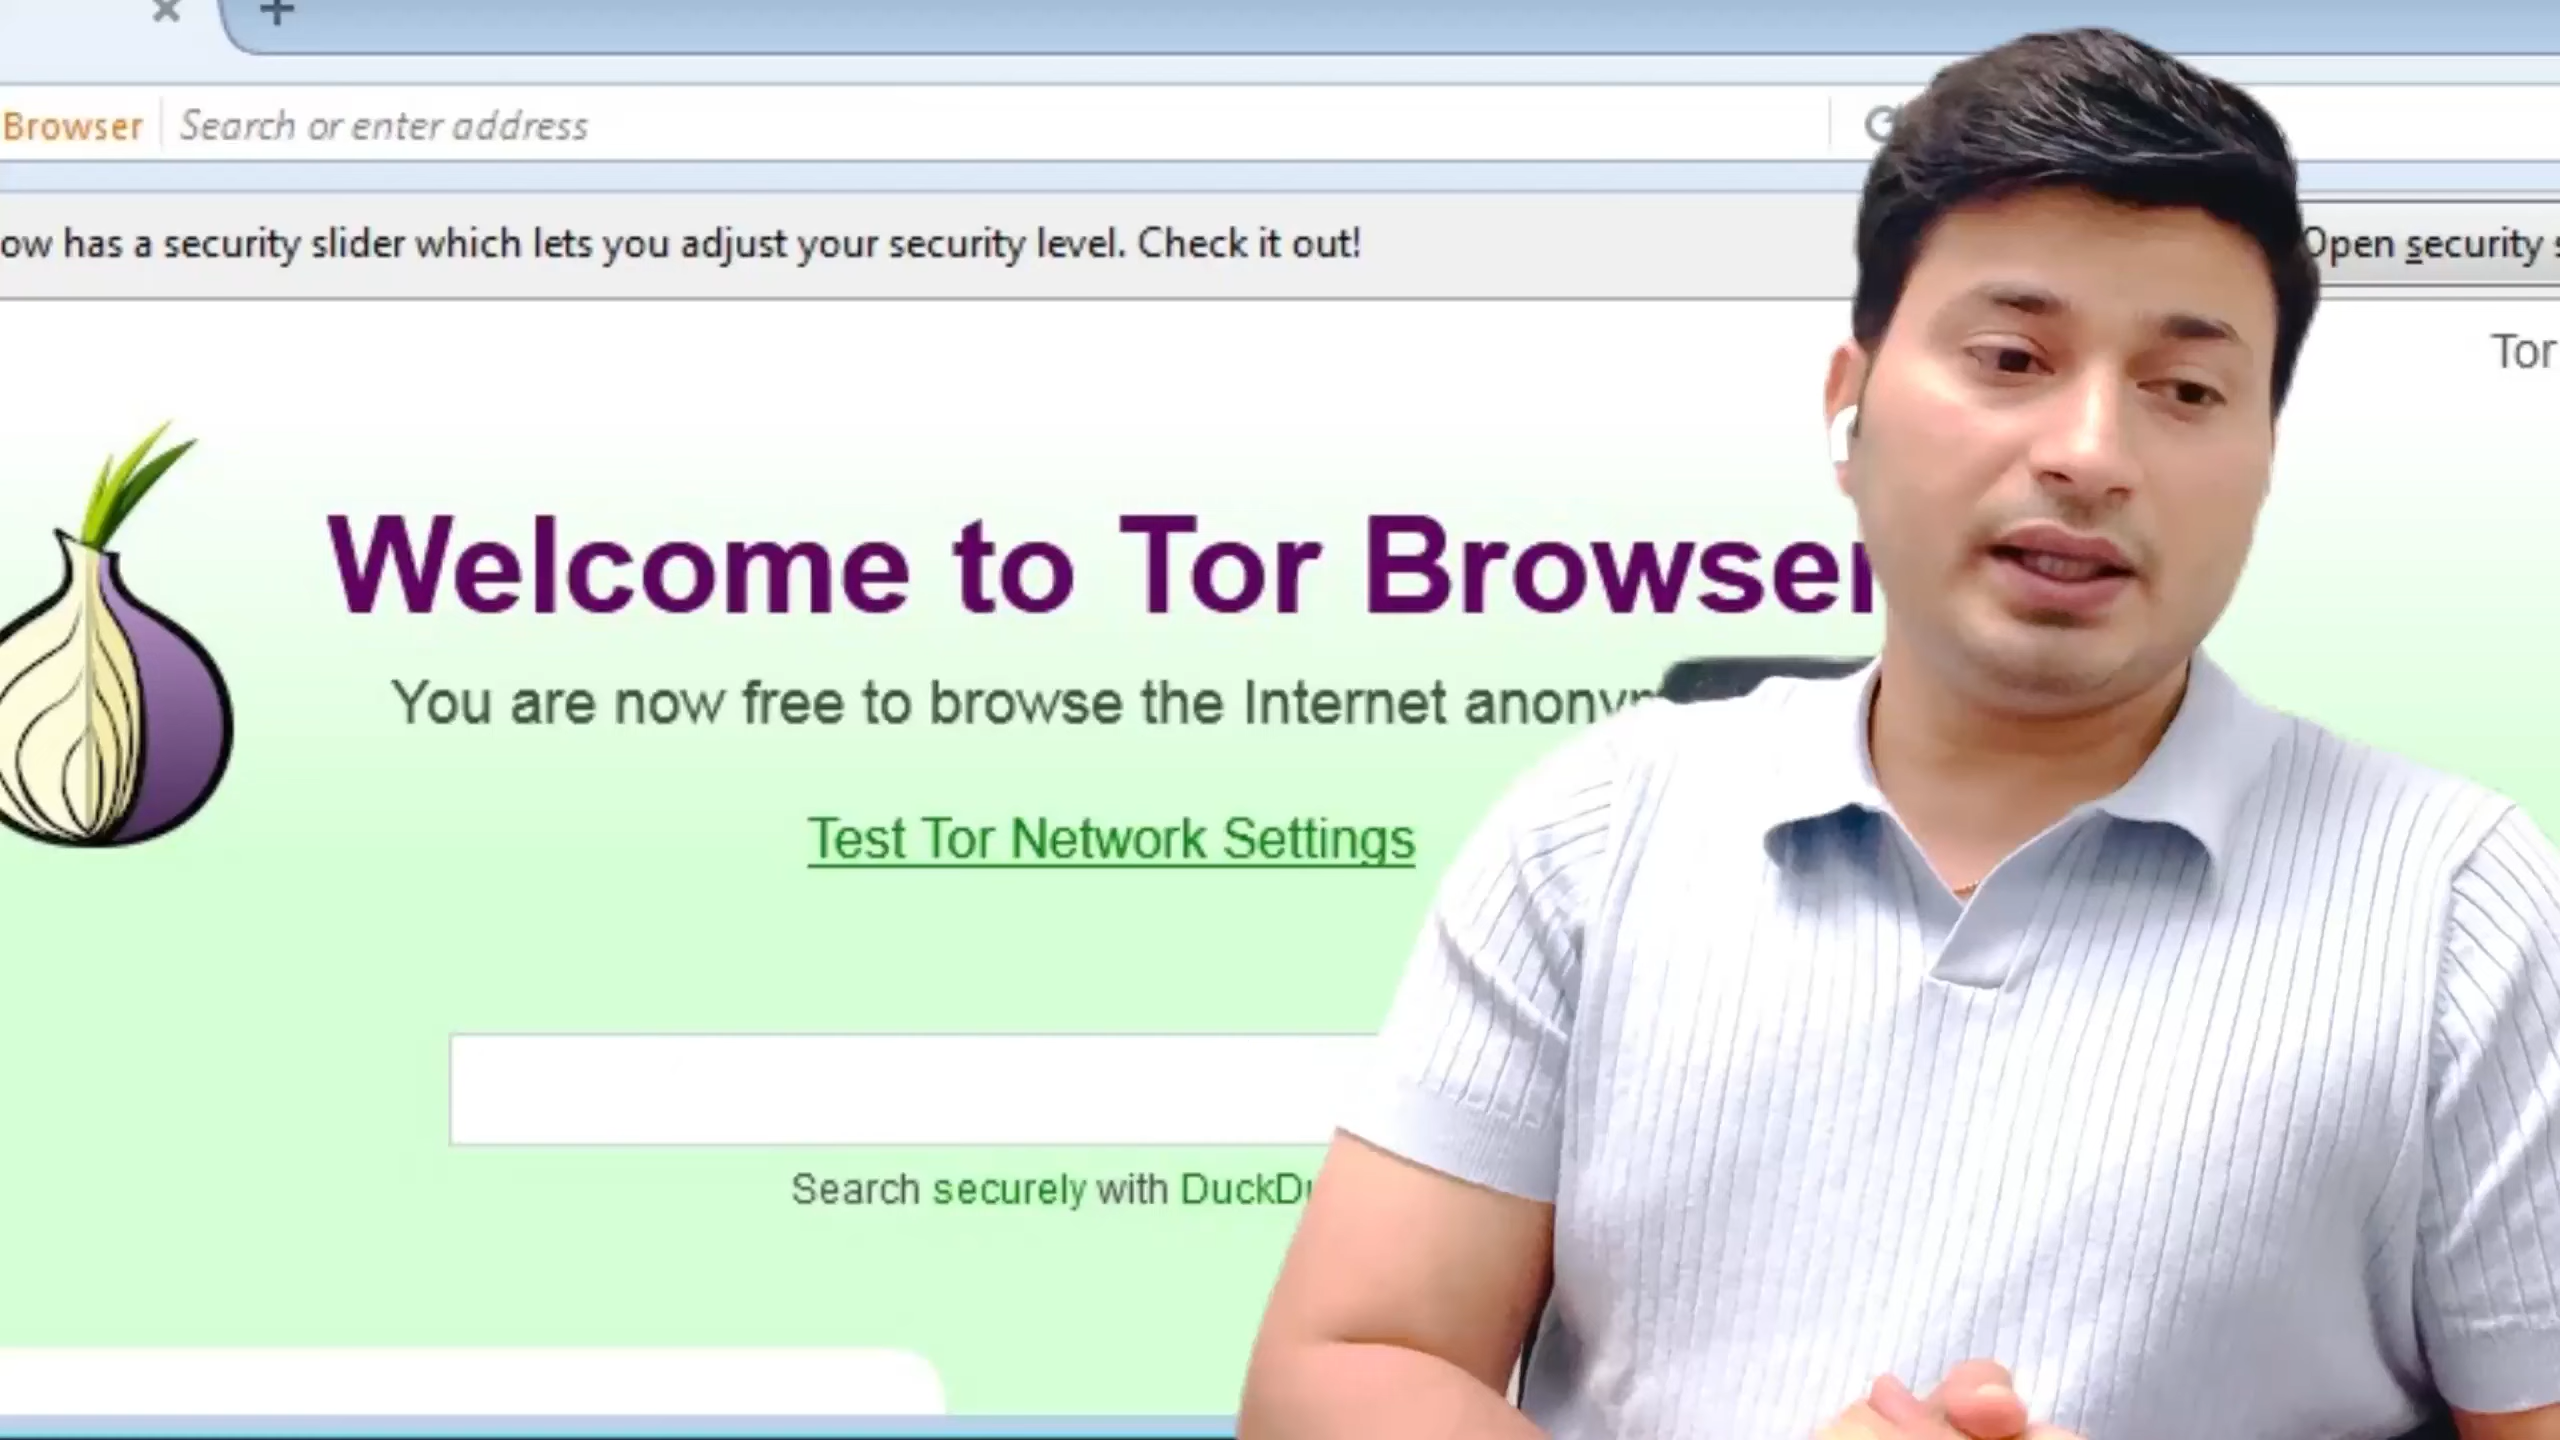 Browser
Search or enter address
ow has a security slider which lets you adjust your security level. Check it out!
Open security
Tor
Welcome to Tor Browser
You are now free to browse the Internet
Test Tor Network Settings
Search securely with